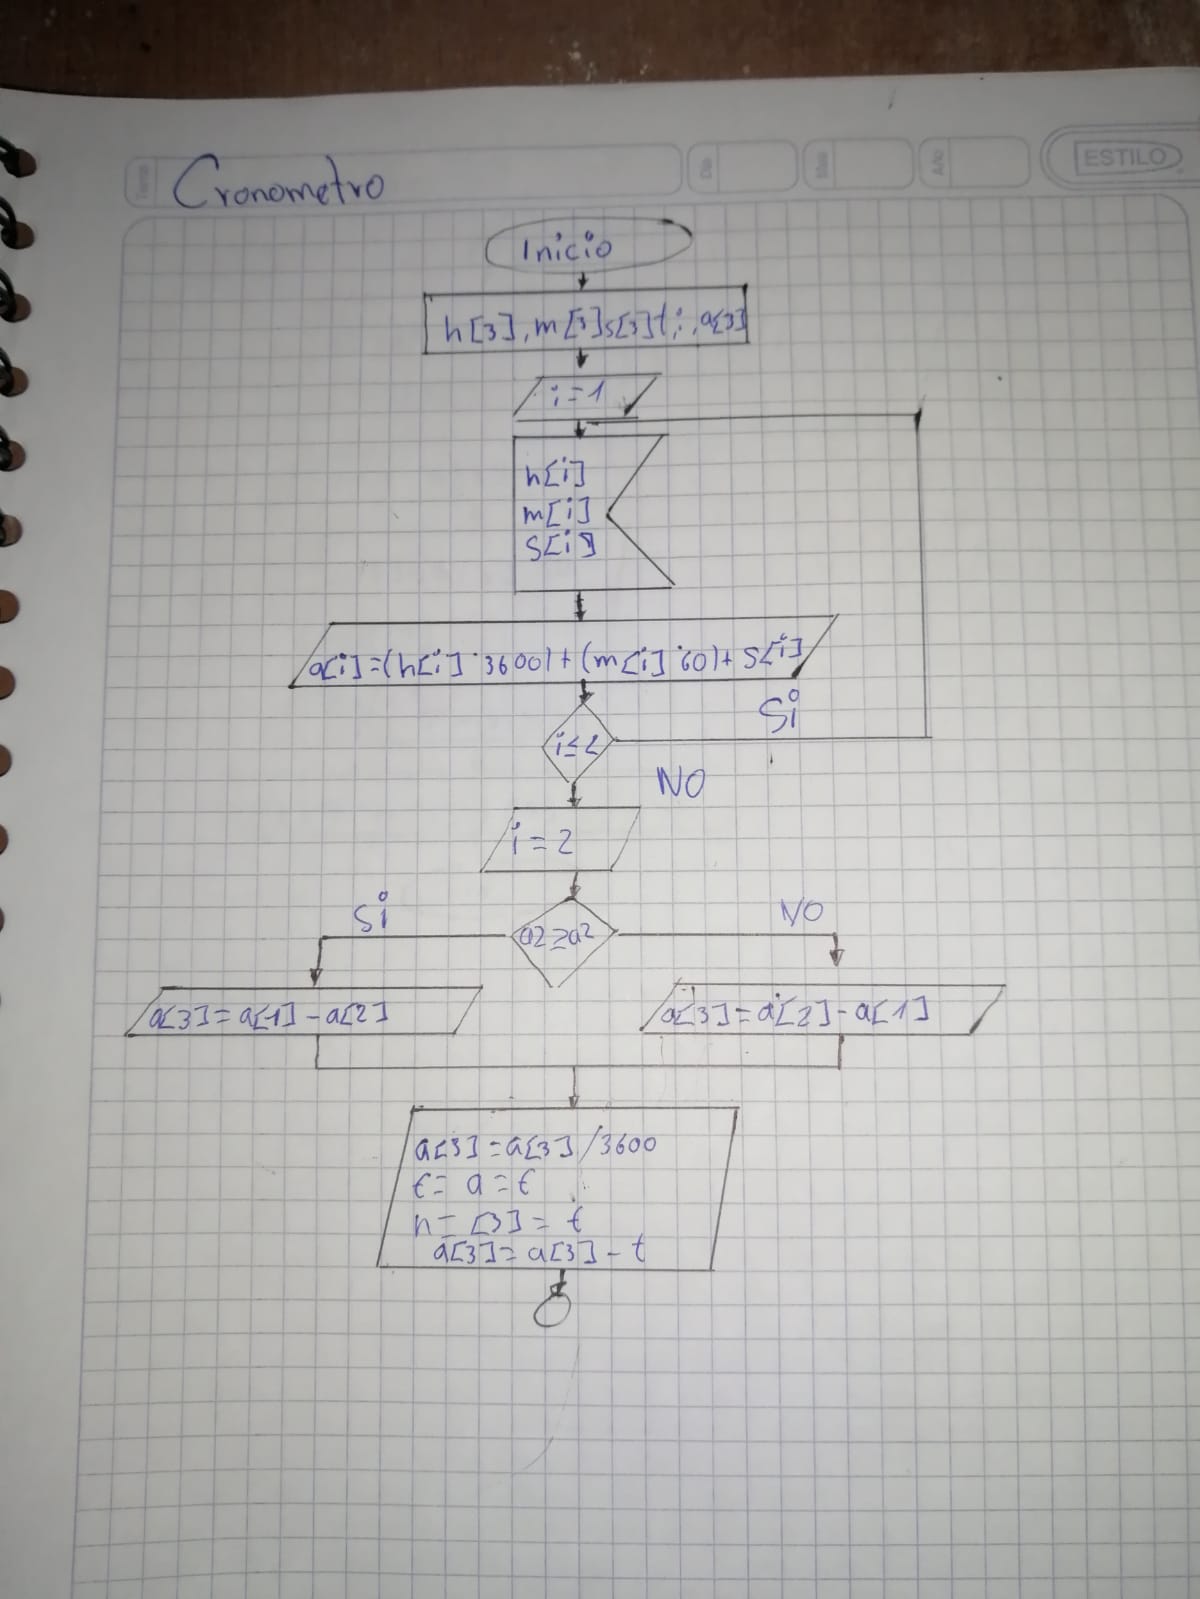 Tema
Cronometro
Día
Mes
Año
ESTILO
Inicio
h[3], m[3]s[3]t, i, a[3]
i=1
h[i]
m[i]
s[i]
a[i]=(h[i].3600)+(m[i].60)+s[i]
Si
i≤2
NO
i=2
Si
NO
a2≥a2
a[3]=a[1]-a[2]
a[3]=a[2]-a[1]
a[3]=a[3]/3600
t= a=t
h= [3]= t
a[3]=a[3]-t